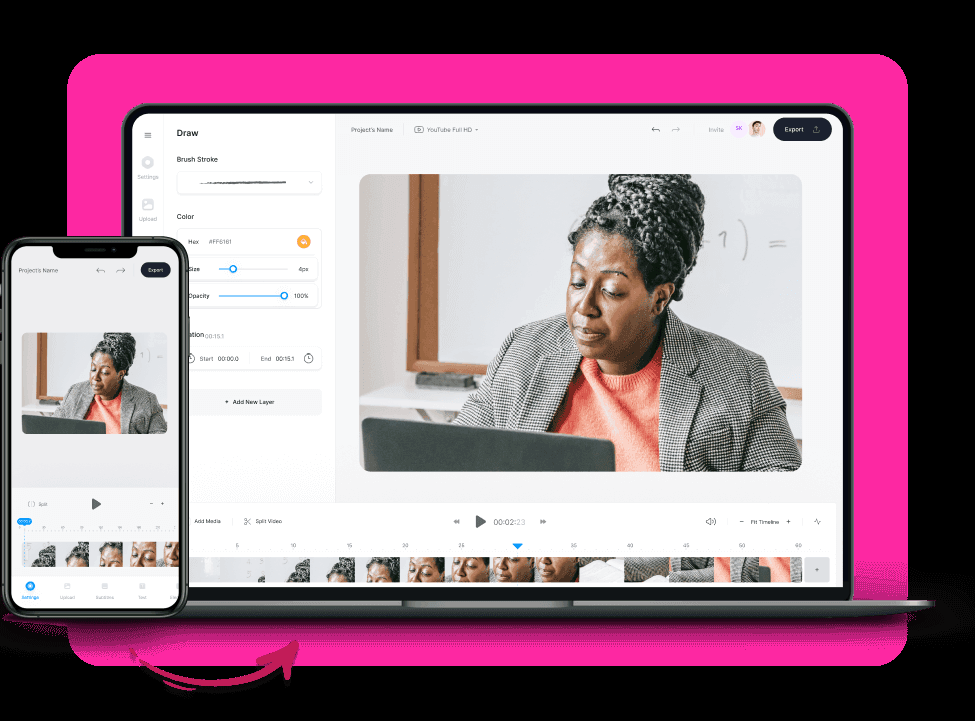 Draw
Project's Name
YouTube Full HD
Invite
SK
Export
Brush Stroke
Settings
Upload
Color
Hex #FF6161
Size 4px
Opacity 100%
00:15.1
Start 00:00.0 End 00:15.1
+ Add New Layer
-1) =
Add Media
Split Video
00:02:23
− Fit Timeline +
5 10 15 20 25 35 40 45 50 60
+
Project's Name
Export
Split
− +
Settings Upload Subtitles Text